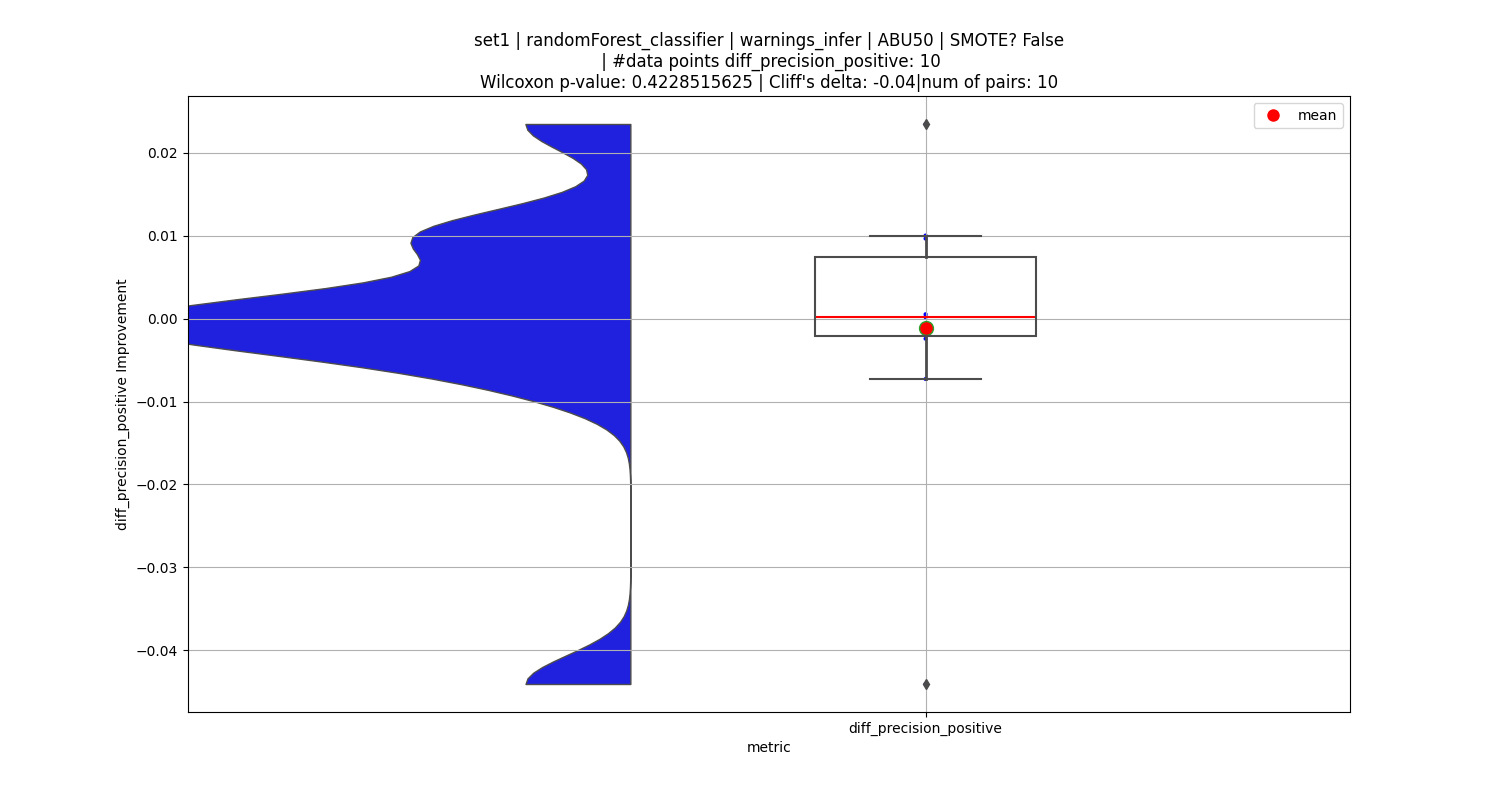 set1 | randomForest_classifier | warnings_infer | ABU50 | SMOTE? False
| #data points diff_precision_positive: 10
Wilcoxon p-value: 0.4228515625 | Cliff's delta: -0.04|num of pairs: 10
mean
0.02
0.01
0.00
−0.01
−0.02
−0.03
−0.04
diff_precision_positive Improvement
diff_precision_positive
metric